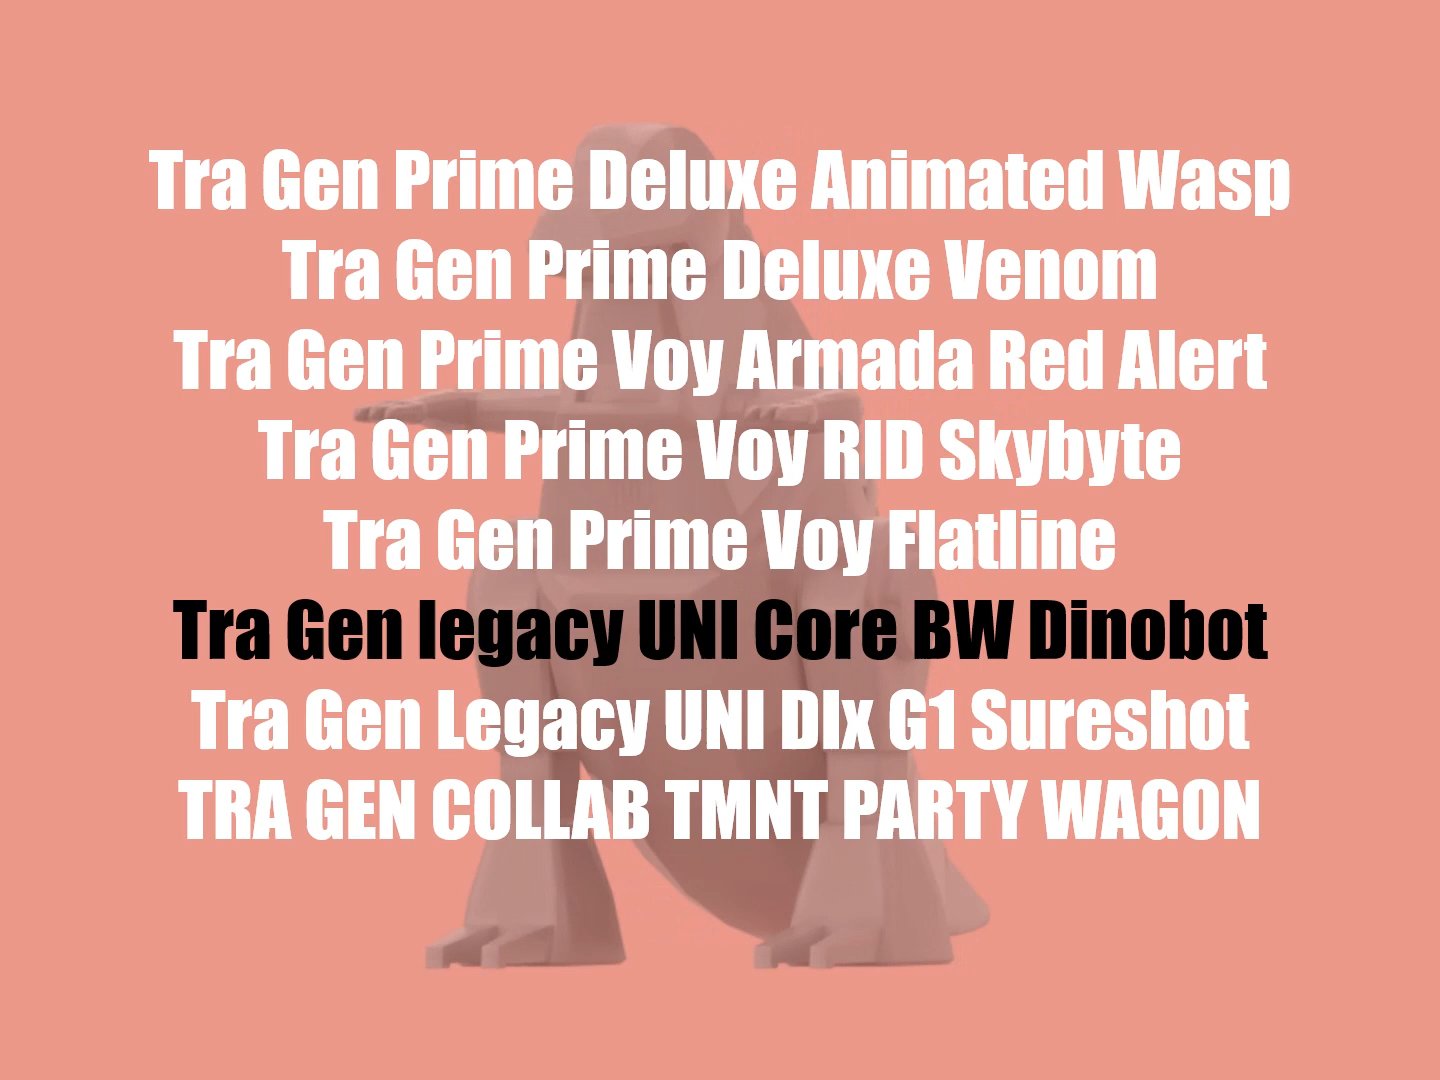 Tra Gen Prime Deluxe Animated Wasp
Tra Gen Prime Deluxe Venom
Tra Gen Prime Voy Armada Red Alert
Tra Gen Prime Voy RID Skybyte
Tra Gen Prime Voy Flatline
Tra Gen legacy UNI Core BW Dinobot
Tra Gen Legacy UNI Dlx G1 Sureshot
TRA GEN COLLAB TMNT PARTY WAGON